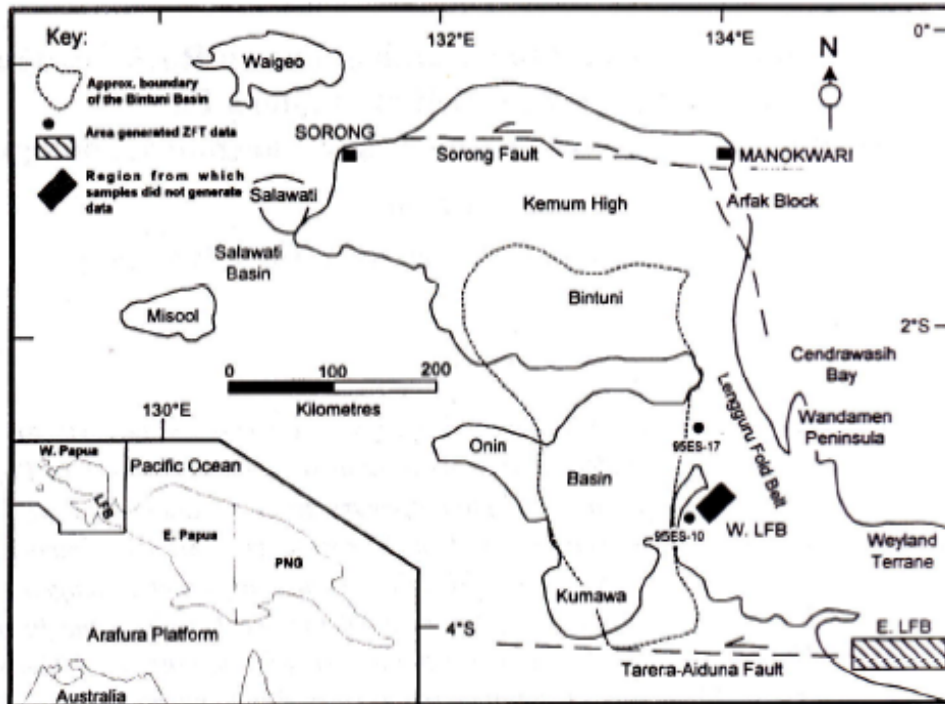 Key:
Approx. boundary
of the Bintuni Basin
Area generated ZFT data
Region from which
samples did not generate
data
132°E
134°E
0°
N
Waigeo
SORONG
Sorong Fault
MANOKWARI
Salawati
Kemum High
Arfak Block
Salawati
Basin
Bintuni
Misool
2°S
Cendrawasih
Bay
0
100
200
Kilometres
Lengguru Fold Belt
Wandamen
Peninsula
130°E
Onin
95ES-17
W. Papua
Pacific Ocean
LFB
Basin
95ES-10
W. LFB
Weyland
Terrane
E. Papua
PNG
Kumawa
Arafura Platform
4°S
E. LFB
Tarera-Aiduna Fault
Australia